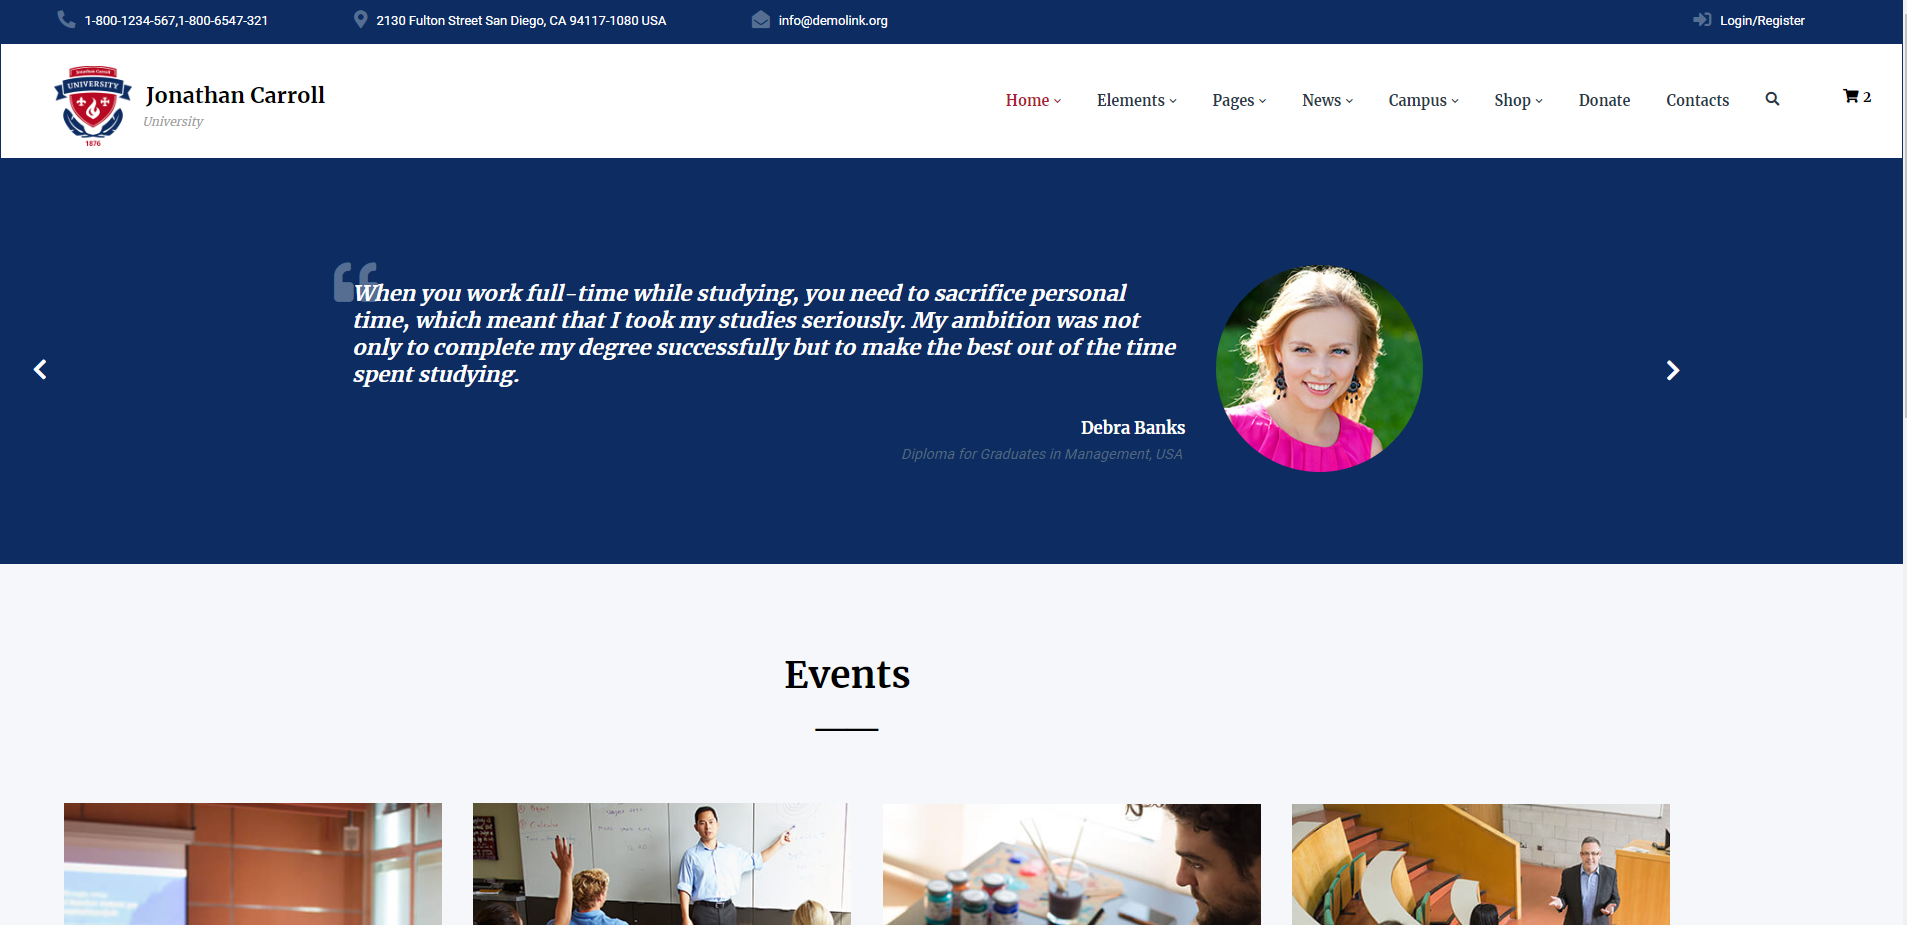 1-800-1234-567,1-800-6547-321
2130 Fulton Street San Diego, CA 94117-1080 USA
info@demolink.org
Login/Register
Jonathan Carroll
UNIVERSITY
1876
Jonathan Carroll
University
Home
Elements
Pages
News
Campus
Shop
Donate
Contacts
2
“
When you work full-time while studying, you need to sacrifice personal
time, which meant that I took my studies seriously. My ambition was not
only to complete my degree successfully but to make the best out of the time
spent studying.
Debra Banks
Diploma for Graduates in Management, USA
Events